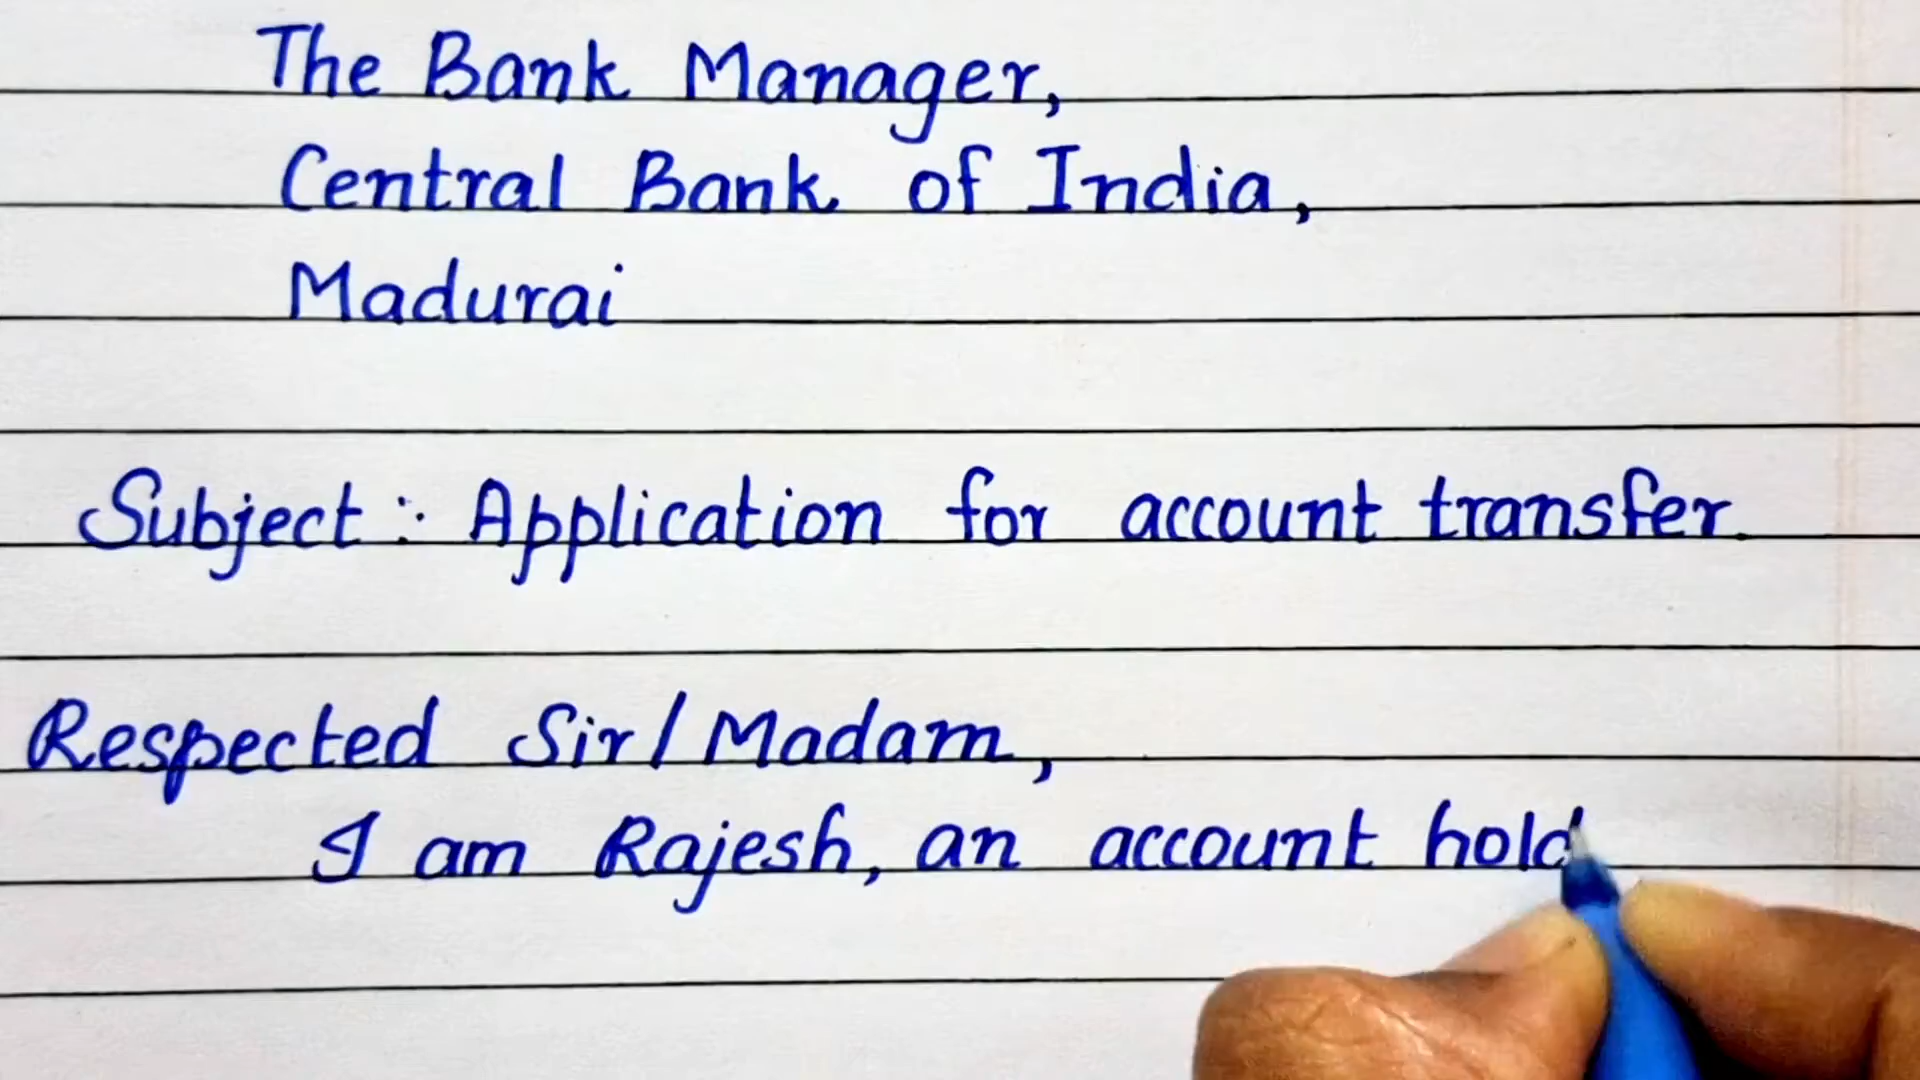 The Bank Manager,
Central Bank of India,
Madurai
Subject : Application for account transfer.
Respected Sir/Madam,
I am Rajesh, an account hold